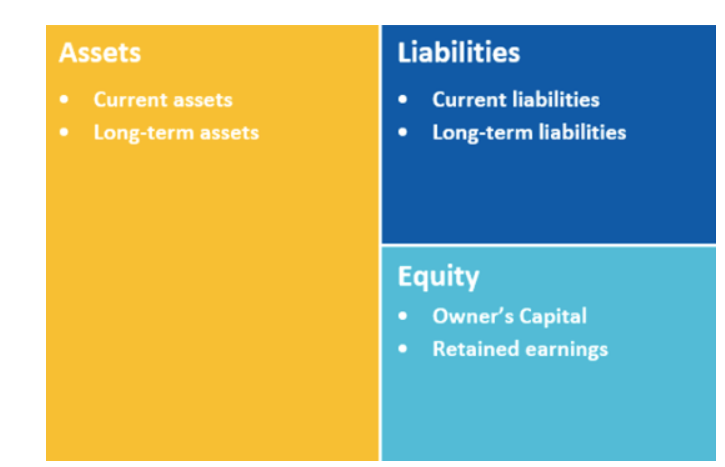 Assets
• Current assets
• Long-term assets
Liabilities
• Current liabilities
• Long-term liabilities
Equity
• Owner’s Capital
• Retained earnings